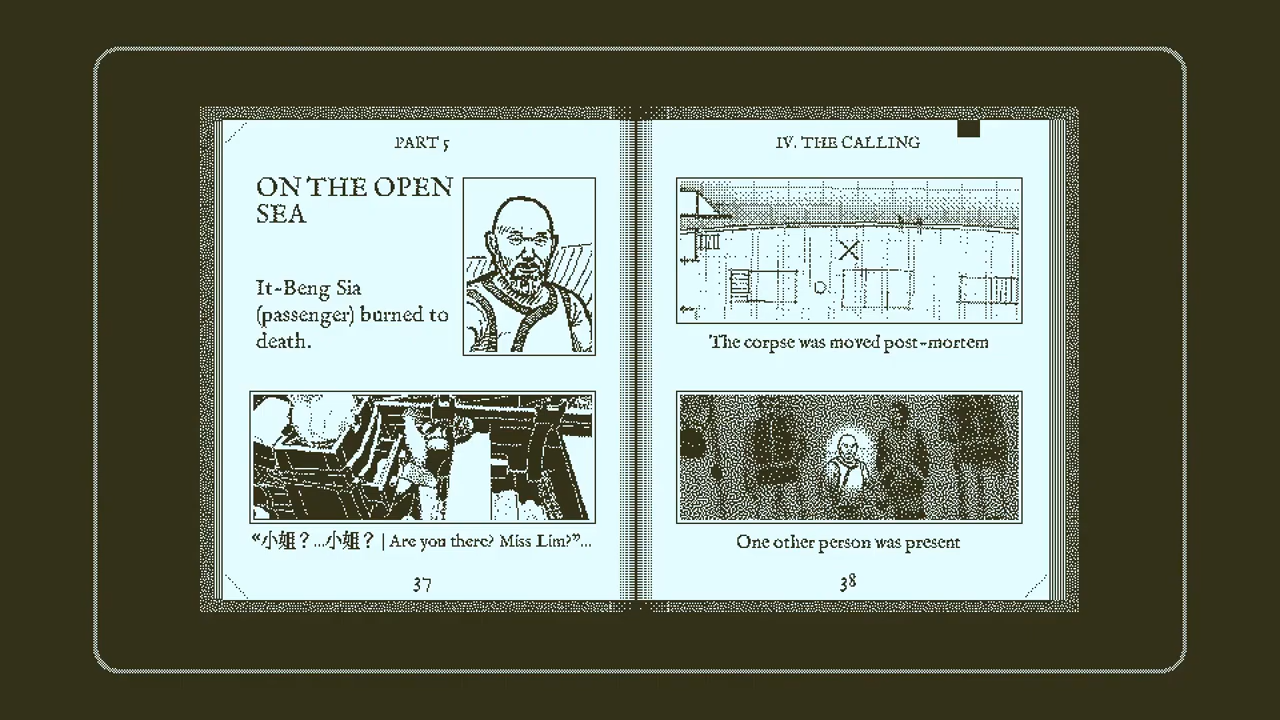 PART 5
ON THE OPEN
SEA
It-Beng Sia
(passenger) burned to
death.
“小姐？...小姐？ | Are you there? Miss Lim?”...
37
IV. THE CALLING
The corpse was moved post-mortem
One other person was present
38